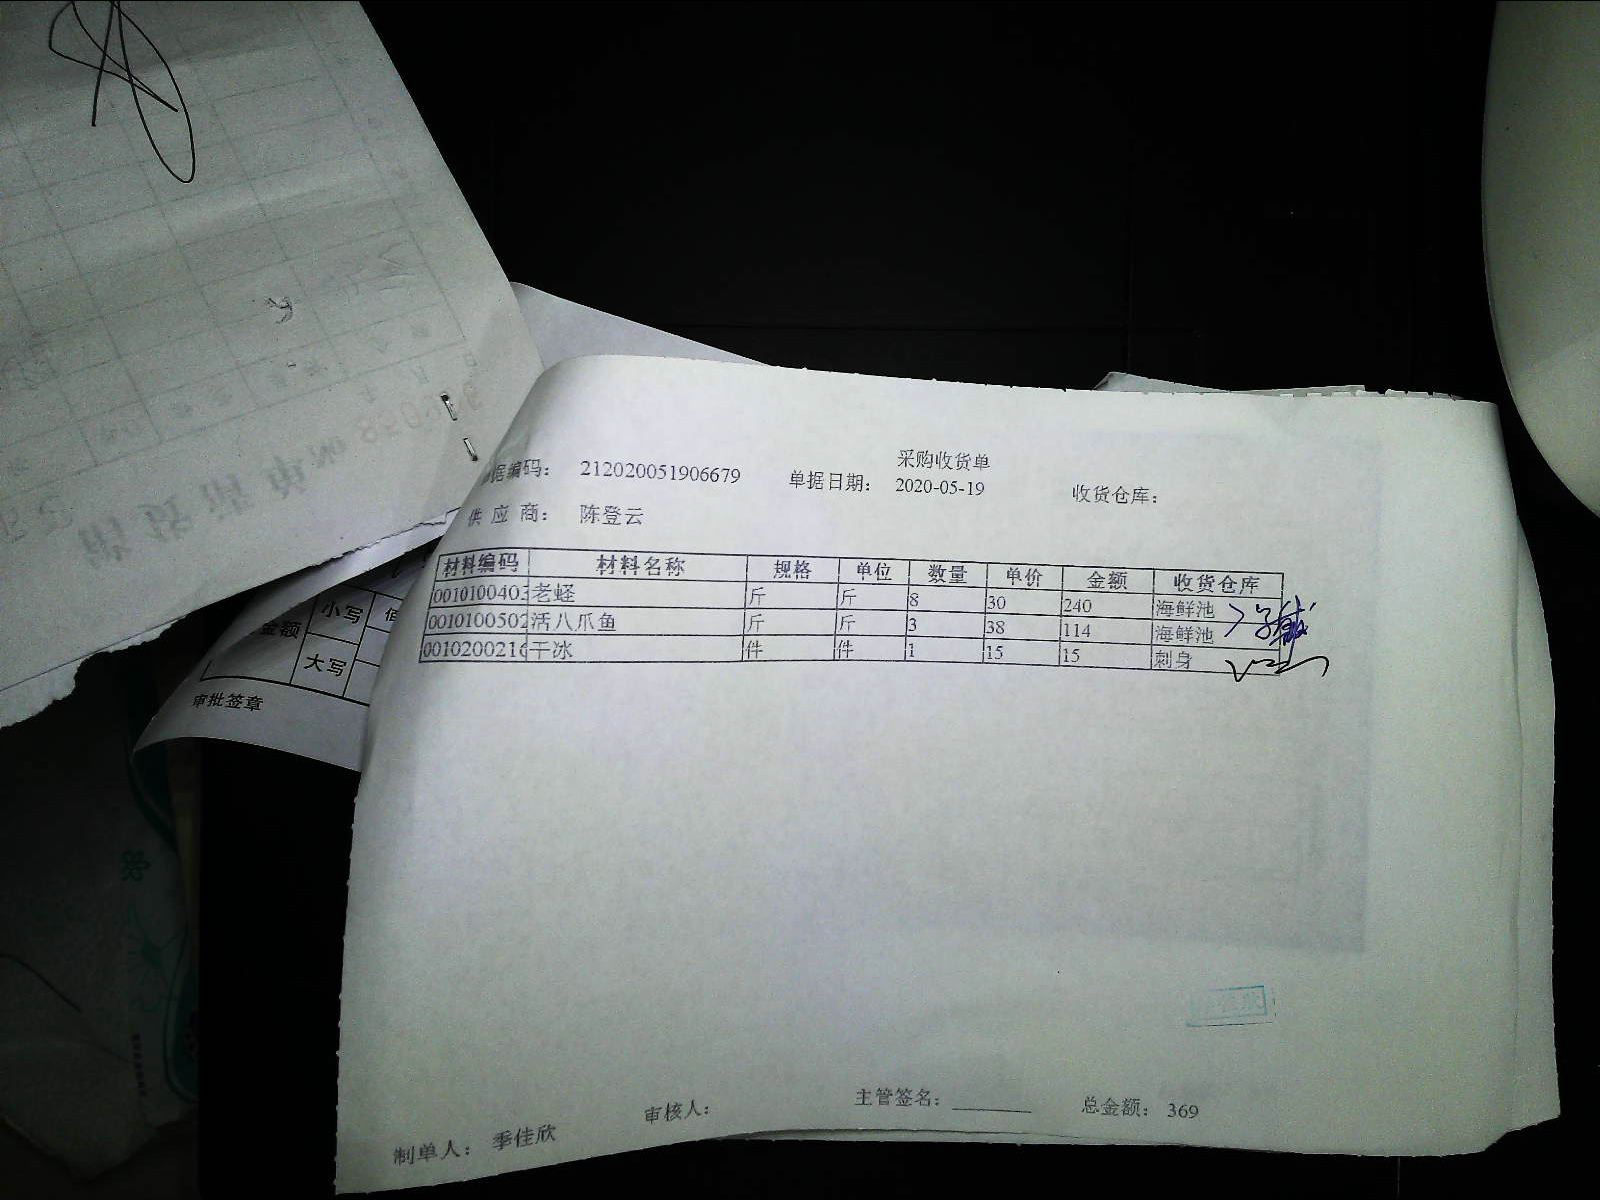 采购收货单
据编码: 212020051906679 单据日期: 2020-05-19 收货仓库:
供应商: 陈登云
材料编码 材料名称 规格 单位 数量 单价 金额 收货仓库
0010100403 老蛏 斤 斤 8 30 240 海鲜池
0010100502 活八爪鱼 斤 斤 3 38 114 海鲜池
001020021 干冰 件 件 1 15 15 刺身
金额 小写
大写
审批签章
制单人: 季佳欣 审核人: 主管签名: 总金额: 369